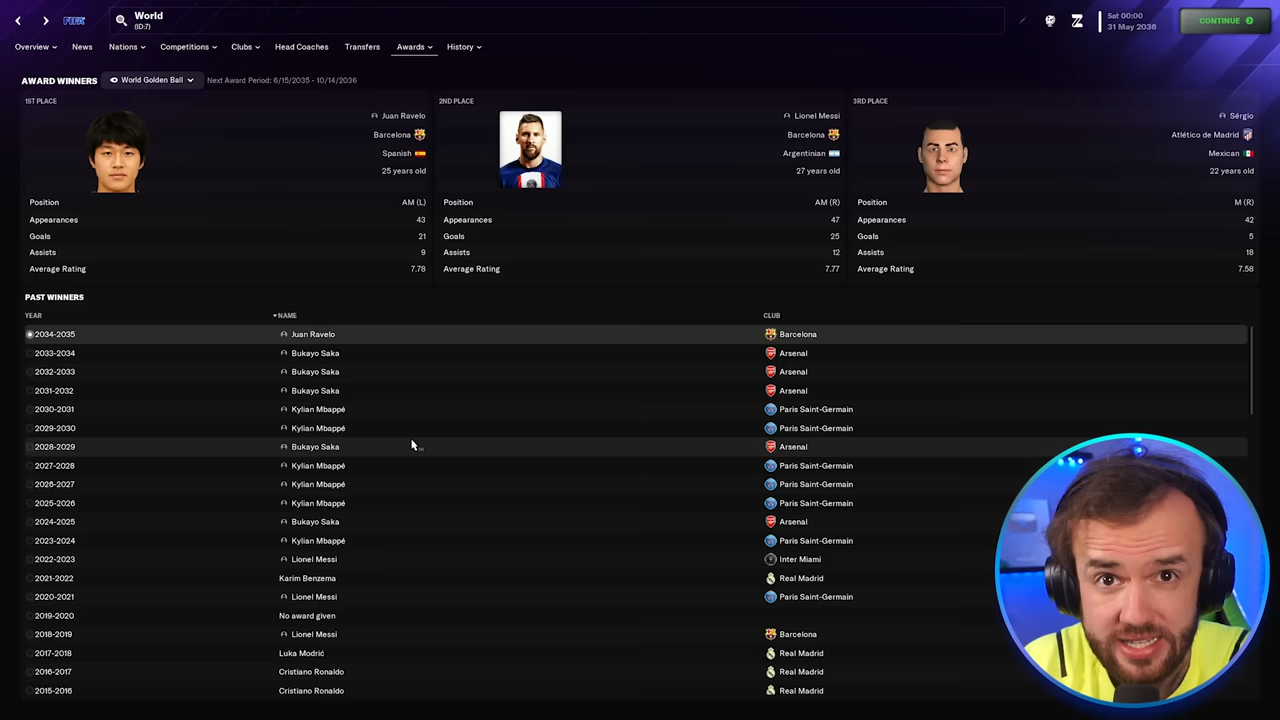 FIFA World
(ID:7)
Sat 00:00
31 May 2036
CONTINUE
Overview News Nations Competitions Clubs Head Coaches Transfers Awards History
AWARD WINNERS World Golden Ball Next Award Period: 6/15/2035 - 10/14/2036
1ST PLACE
Juan Ravelo
Barcelona
Spanish
25 years old
Position AM (L)
Appearances 43
Goals 21
Assists 9
Average Rating 7.78
2ND PLACE
Lionel Messi
Barcelona
Argentinian
27 years old
Position AM (R)
Appearances 47
Goals 25
Assists 12
Average Rating 7.77
3RD PLACE
Sérgio
Atlético de Madrid
Mexican
22 years old
Position M (R)
Appearances 42
Goals 5
Assists 18
Average Rating 7.58
PAST WINNERS
YEAR NAME CLUB
2034-2035 Juan Ravelo Barcelona
2033-2034 Bukayo Saka Arsenal
2032-2033 Bukayo Saka Arsenal
2031-2032 Bukayo Saka Arsenal
2030-2031 Kylian Mbappé Paris Saint-Germain
2029-2030 Kylian Mbappé Paris Saint-Germain
2028-2029 Bukayo Saka Arsenal
2027-2028 Kylian Mbappé Paris Saint-Germain
2026-2027 Kylian Mbappé Paris Saint-Germain
2025-2026 Kylian Mbappé Paris Saint-Germain
2024-2025 Bukayo Saka Arsenal
2023-2024 Kylian Mbappé Paris Saint-Germain
2022-2023 Lionel Messi Inter Miami
2021-2022 Karim Benzema Real Madrid
2020-2021 Lionel Messi Paris Saint-Germain
2019-2020 No award given
2018-2019 Lionel Messi Barcelona
2017-2018 Luka Modrić Real Madrid
2016-2017 Cristiano Ronaldo Real Madrid
2015-2016 Cristiano Ronaldo Real Madrid